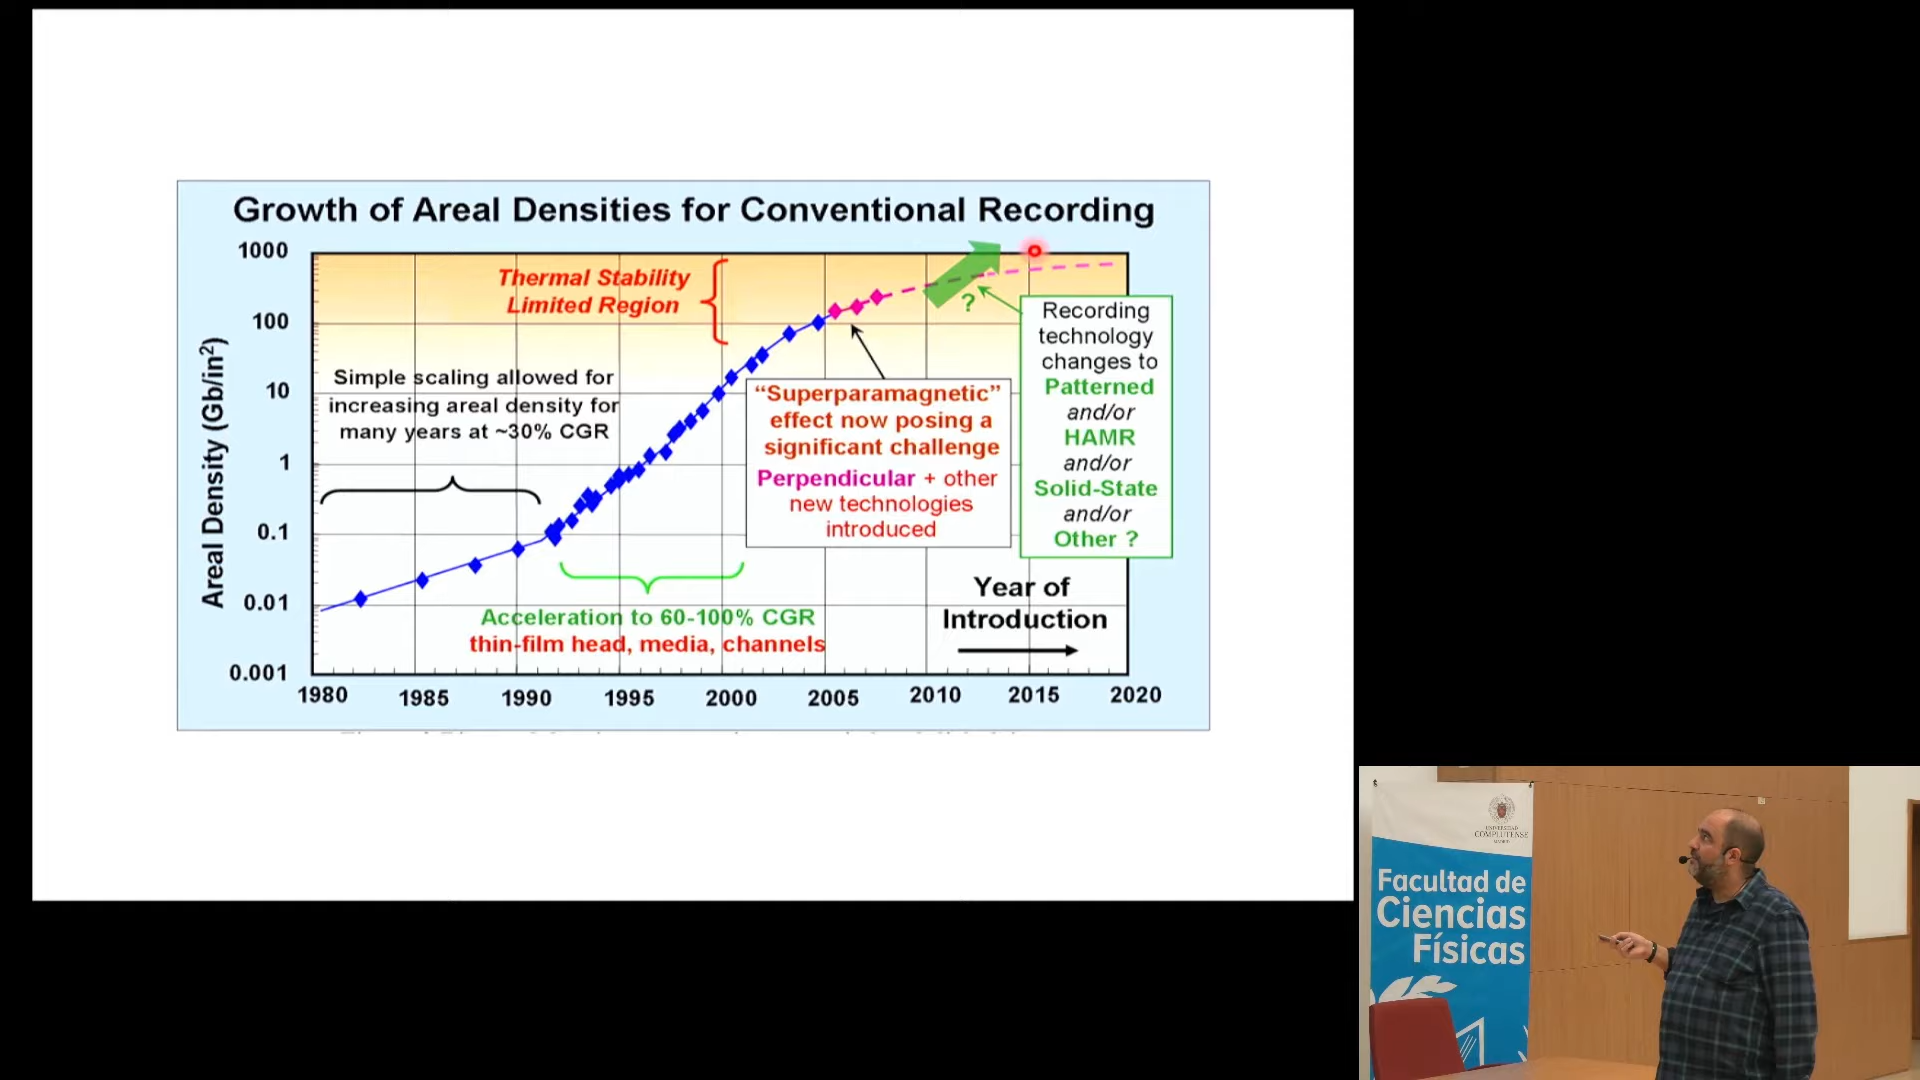 Growth of Areal Densities for Conventional Recording
Areal Density (Gb/in²)
1000
100
10
1
0.1
0.01
0.001
1980
1985
1990
1995
2000
2005
2010
2015
2020
Thermal Stability
Limited Region
Simple scaling allowed for
increasing areal density for
many years at ~30% CGR
Acceleration to 60-100% CGR
thin-film head, media, channels
“Superparamagnetic”
effect now posing a
significant challenge
Perpendicular + other
new technologies
introduced
?
Recording
technology
changes to
Patterned
and/or
HAMR
and/or
Solid-State
and/or
Other ?
Year of
Introduction
UNIVERSIDAD
COMPLUTENSE
MADRID
Facultad de
Ciencias
Físicas